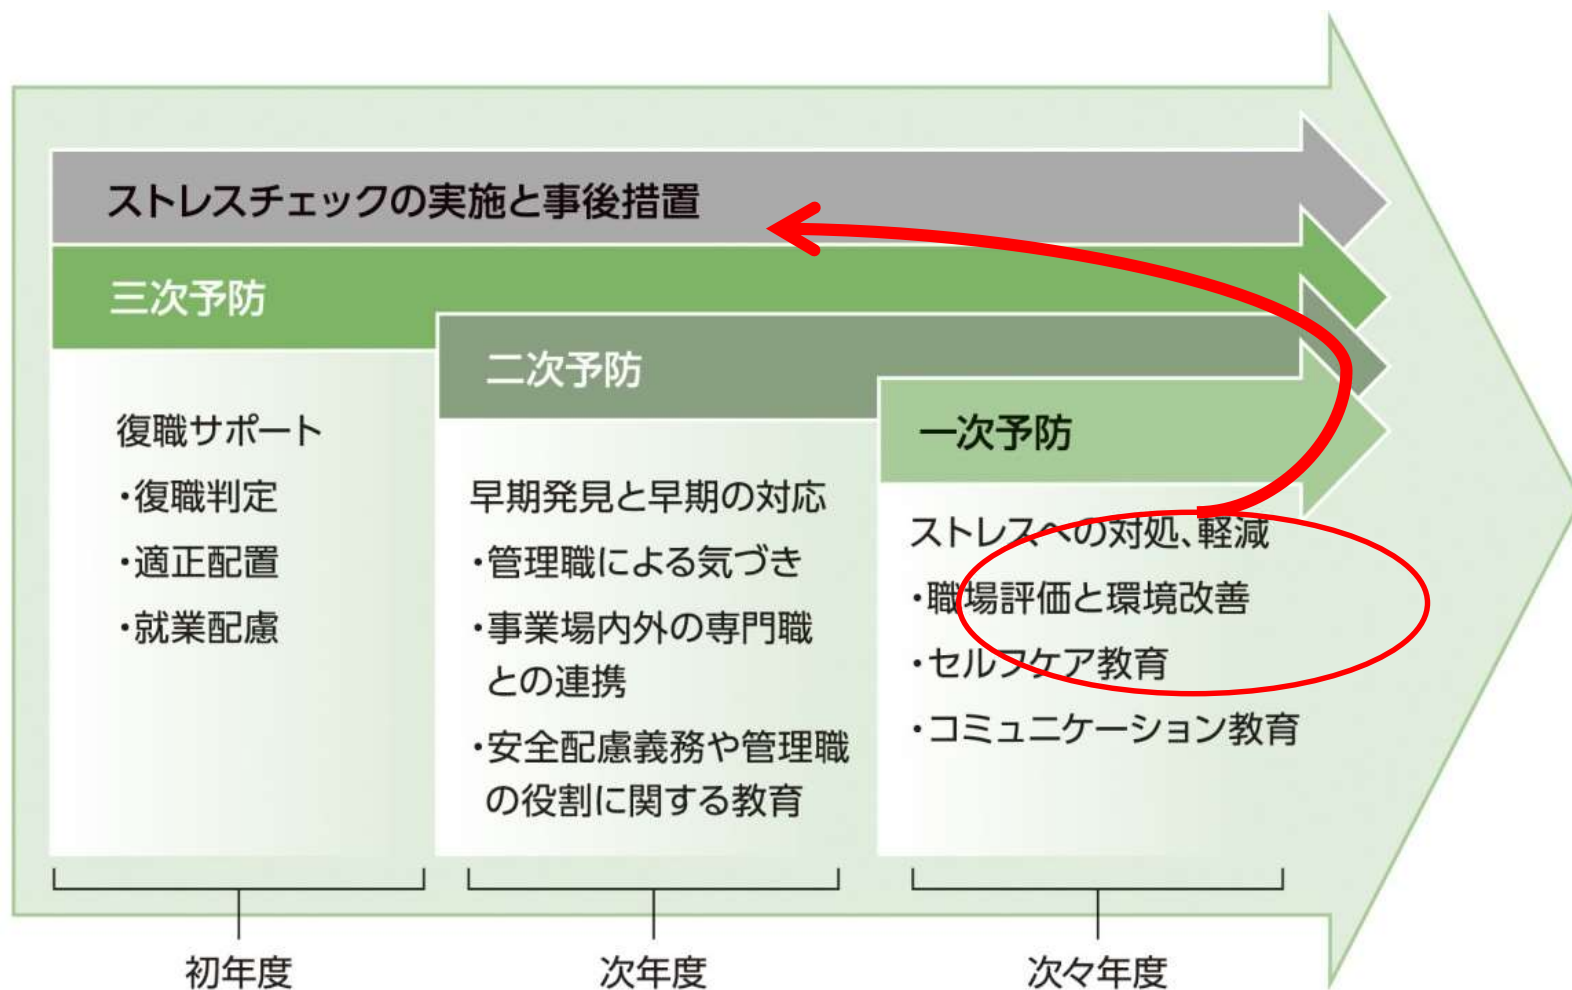 ストレスチェックの実施と事後措置
三次予防
復職サポート
・復職判定
・適正配置
・就業配慮
二次予防
早期発見と早期の対応
・管理職による気づき
・事業場内外の専門職
との連携
・安全配慮義務や管理職
の役割に関する教育
一次予防
ストレスへの対処、軽減
・職場評価と環境改善
・セルフケア教育
・コミュニケーション教育
初年度
次年度
次々年度